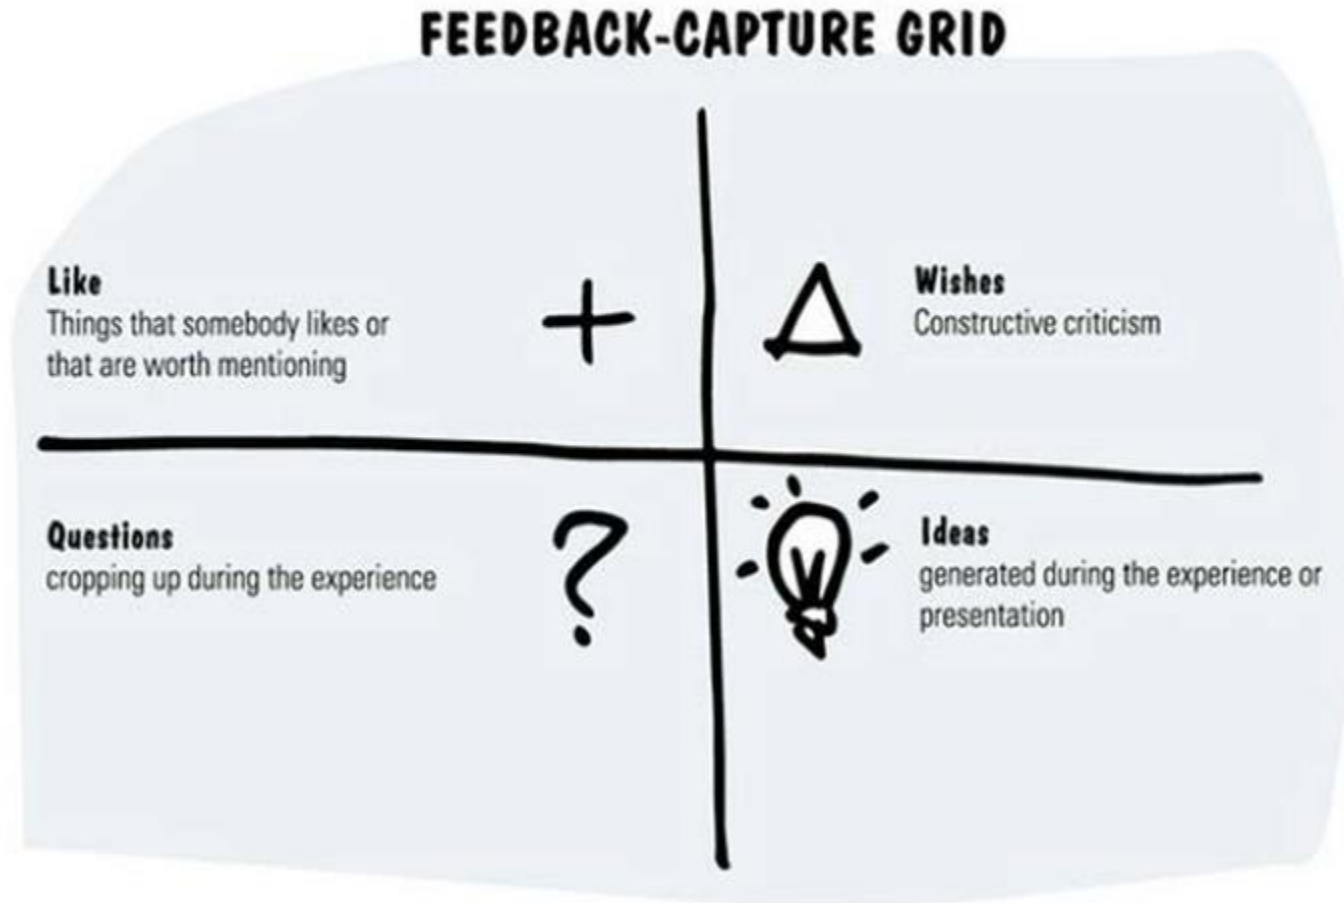 FEEDBACK-CAPTURE GRID
Like
Things that somebody likes or
that are worth mentioning
Wishes
Constructive criticism
Questions
cropping up during the experience
Ideas
generated during the experience or
presentation